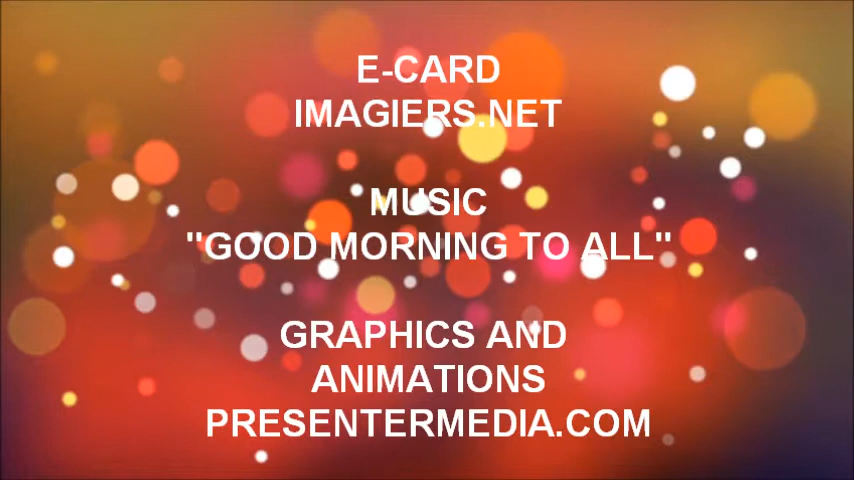 E-CARD
IMAGIERS.NET
MUSIC
"GOOD MORNING TO ALL"
GRAPHICS AND
ANIMATIONS
PRESENTERMEDIA.COM